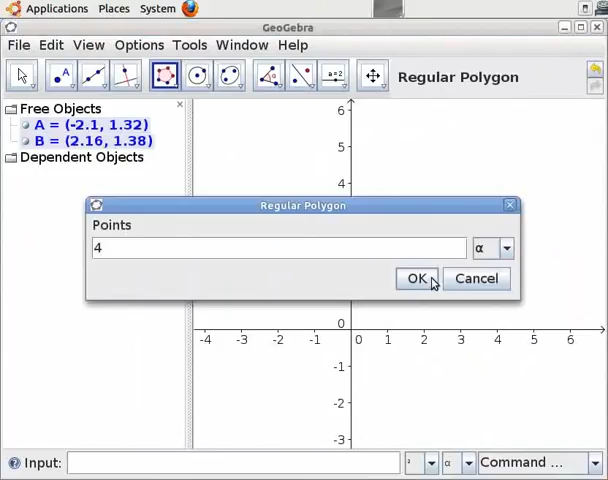 Applications Places System
GeoGebra
File Edit View Options Tools Window Help
A a=2 Regular Polygon
Free Objects
A = (-2.1, 1.32)
B = (2.16, 1.38)
Dependent Objects
6
5
4
Regular Polygon
Points
4 α
OK Cancel
0
-4 -3 -2 -1 0 1 2 3 4 5 6
-1
-2
-3
Input: ² α Command ...